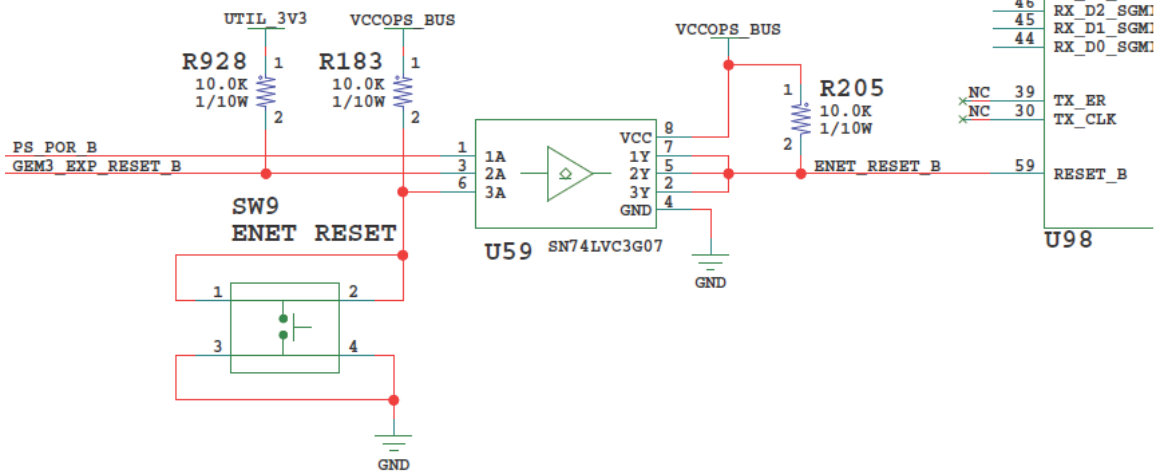 UTIL_3V3
VCCOPS_BUS
R928
10.0K
1/10W
1
2
R183
10.0K
1/10W
1
2
VCCOPS_BUS
R205
10.0K
1/10W
1
2
46
RX_D2_SGMI
45
RX_D1_SGMI
44
RX_D0_SGMI
NC
39
TX_ER
NC
30
TX_CLK
PS_POR_B
GEM3_EXP_RESET_B
1
1A
3
2A
6
3A
VCC
8
1Y
7
2Y
5
3Y
2
GND
4
U59
SN74LVC3G07
GND
ENET_RESET_B
59
RESET_B
U98
SW9
ENET RESET
1
2
3
4
GND